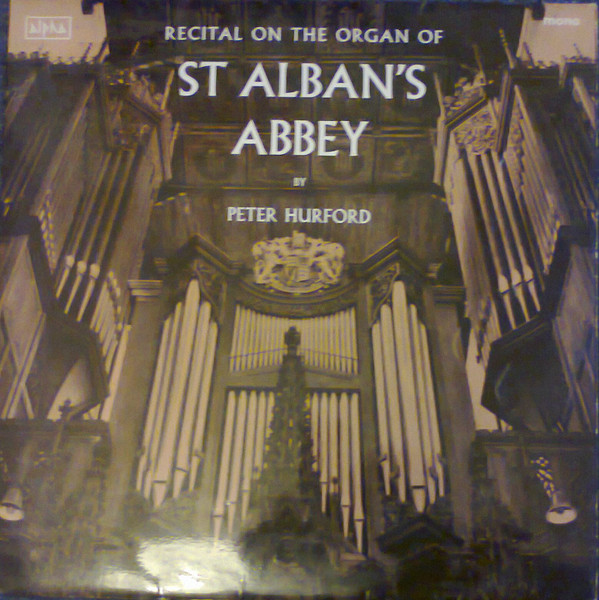 alpha
mono
RECITAL ON THE ORGAN OF
ST ALBAN'S
ABBEY
BY
PETER HURFORD